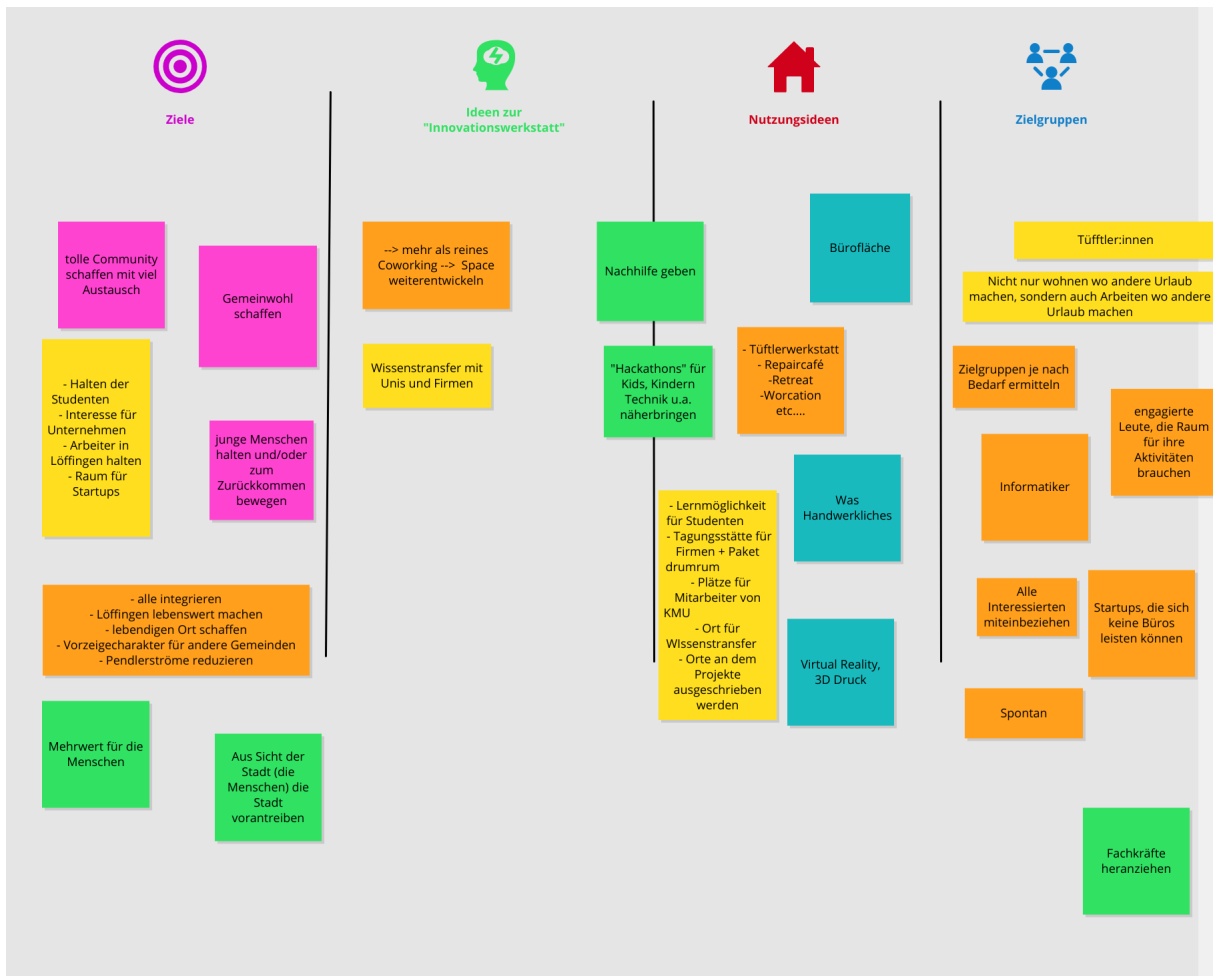 Ziele
Ideen zur
"Innovationswerkstatt"
Nutzungsideen
Zielgruppen
tolle Community
schaffen mit viel
Austausch
Gemeinwohl
schaffen
- Halten der
Studenten
- Interesse für
Unternehmen
- Arbeiter in
Löffingen halten
- Raum für
Startups
junge Menschen
halten und/oder
zum
Zurückkommen
bewegen
- alle integrieren
- Löffingen lebenswert machen
- lebendigen Ort schaffen
- Vorzeigecharakter für andere Gemeinden
- Pendlerströme reduzieren
Mehrwert für die
Menschen
Aus Sicht der
Stadt (die
Menschen) die
Stadt
vorantreiben
--> mehr als reines
Coworking --> Space
weiterentwickeln
Wissenstransfer mit
Unis und Firmen
Nachhilfe geben
"Hackathons" für
Kids, Kindern
Technik u.a.
näherbringen
Bürofläche
- Tüftlerwerkstatt
- Repaircafé
-Retreat
-Worcation
etc....
Was
Handwerkliches
- Lernmöglichkeit
für Studenten
- Tagungsstätte für
Firmen + Paket
drumrum
- Plätze für
Mitarbeiter von
KMU
- Ort für
WIssenstransfer
- Orte an dem
Projekte
ausgeschrieben
werden
Virtual Reality,
3D Druck
Tüfftler:innen
Nicht nur wohnen wo andere Urlaub
machen, sondern auch Arbeiten wo andere
Urlaub machen
Zielgruppen je nach
Bedarf ermitteln
engagierte
Leute, die Raum
für ihre
Aktivitäten
brauchen
Informatiker
Alle
Interessierten
miteinbeziehen
Startups, die sich
keine Büros
leisten können
Spontan
Fachkräfte
heranziehen